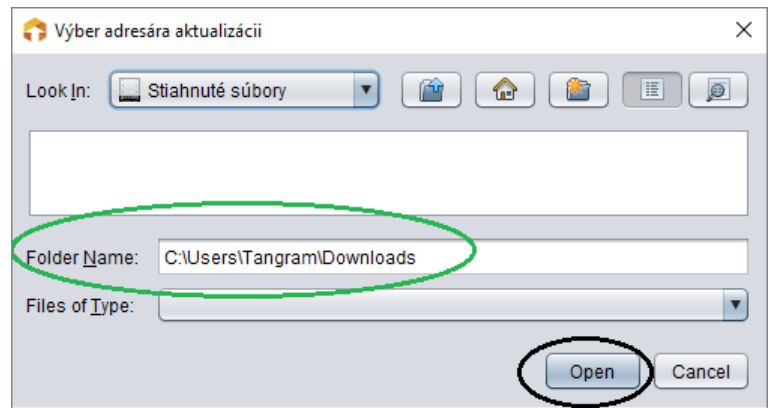 Výber adresára aktualizácii
Look In: Stiahnuté súbory
Folder Name: C:\Users\Tangram\Downloads
Files of Type:
Open Cancel